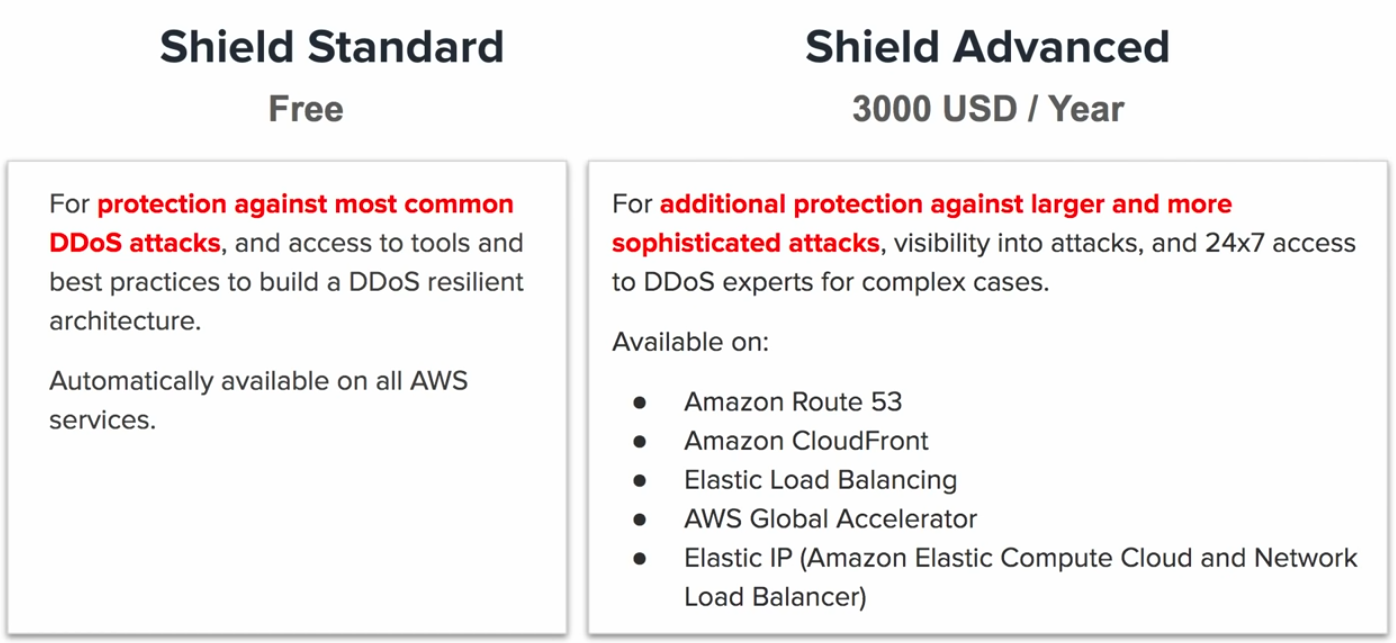 Shield Standard
Free
For protection against most common
DDoS attacks, and access to tools and
best practices to build a DDoS resilient
architecture.
Automatically available on all AWS
services.
Shield Advanced
3000 USD / Year
For additional protection against larger and more
sophisticated attacks, visibility into attacks, and 24x7 access
to DDoS experts for complex cases.
Available on:
● Amazon Route 53
● Amazon CloudFront
● Elastic Load Balancing
● AWS Global Accelerator
● Elastic IP (Amazon Elastic Compute Cloud and Network
Load Balancer)